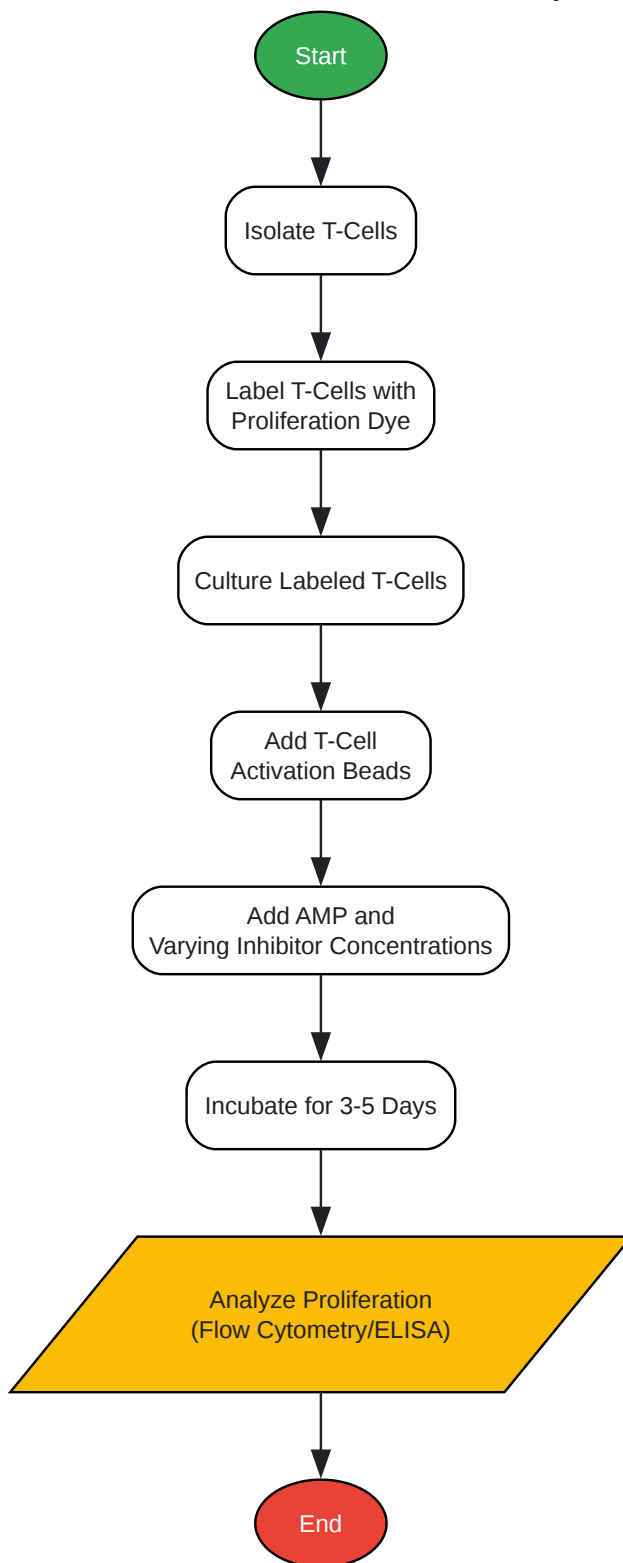 Start
Isolate T-Cells
Label T-Cells with
Proliferation Dye
Culture Labeled T-Cells
Add T-Cell
Activation Beads
Add AMP and
Varying Inhibitor Concentrations
Incubate for 3-5 Days
Analyze Proliferation
(Flow Cytometry/ELISA)
End